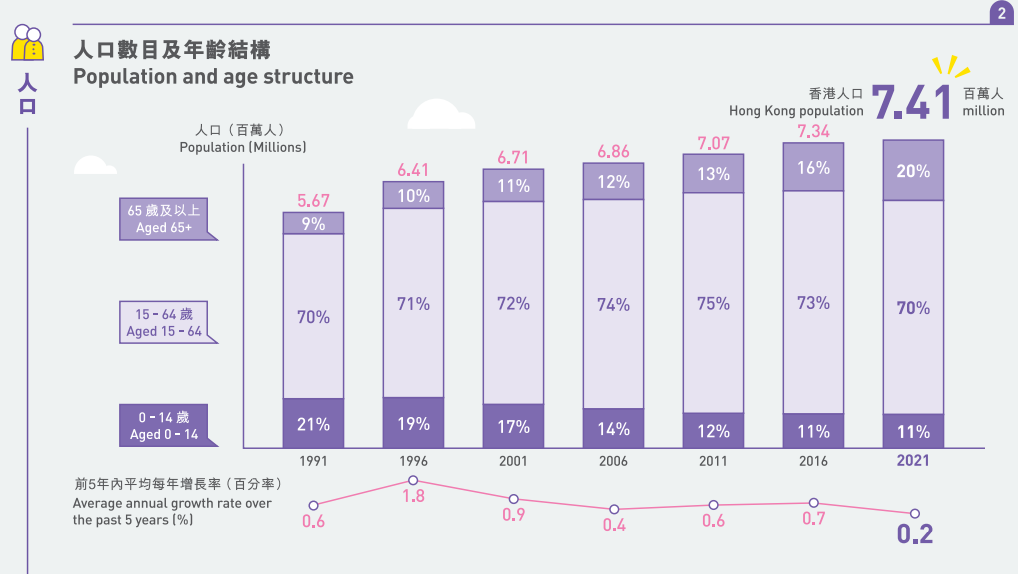 2
人口
人口數目及年齡結構
Population and age structure
香港人口
Hong Kong population
7.41
百萬人
million
人口（百萬人）
Population (Millions)
65 歲及以上
Aged 65+
15 - 64 歲
Aged 15 - 64
0 - 14 歲
Aged 0 - 14
5.67
6.41
6.71
6.86
7.07
7.34
9%
10%
11%
12%
13%
16%
20%
70%
71%
72%
74%
75%
73%
70%
21%
19%
17%
14%
12%
11%
11%
1991
1996
2001
2006
2011
2016
2021
前5年內平均每年增長率（百分率）
Average annual growth rate over
the past 5 years (%)
0.6
1.8
0.9
0.4
0.6
0.7
0.2